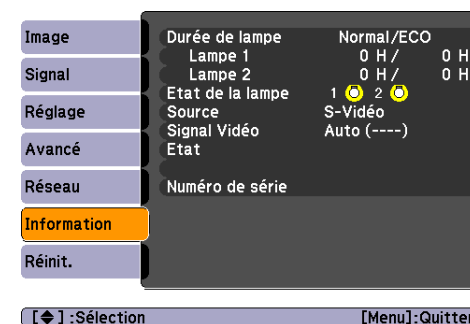 Image
Signal
Réglage
Avancé
Réseau
Information
Réinit.
Durée de lampe Normal/ECO
Lampe 1 0 H / 0 H
Lampe 2 0 H / 0 H
Etat de la lampe 1 2
Source S-Vidéo
Signal Vidéo Auto (----)
Etat
Numéro de série
[◆] :Sélection [Menu]:Quitter